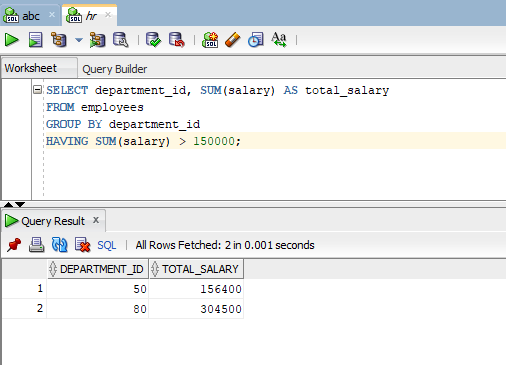 abc
hr
Worksheet
Query Builder
SELECT department_id, SUM(salary) AS total_salary
FROM employees
GROUP BY department_id
HAVING SUM(salary) > 150000;
Query Result x
SQL | All Rows Fetched: 2 in 0.001 seconds
DEPARTMENT_ID TOTAL_SALARY
1 50 156400
2 80 304500